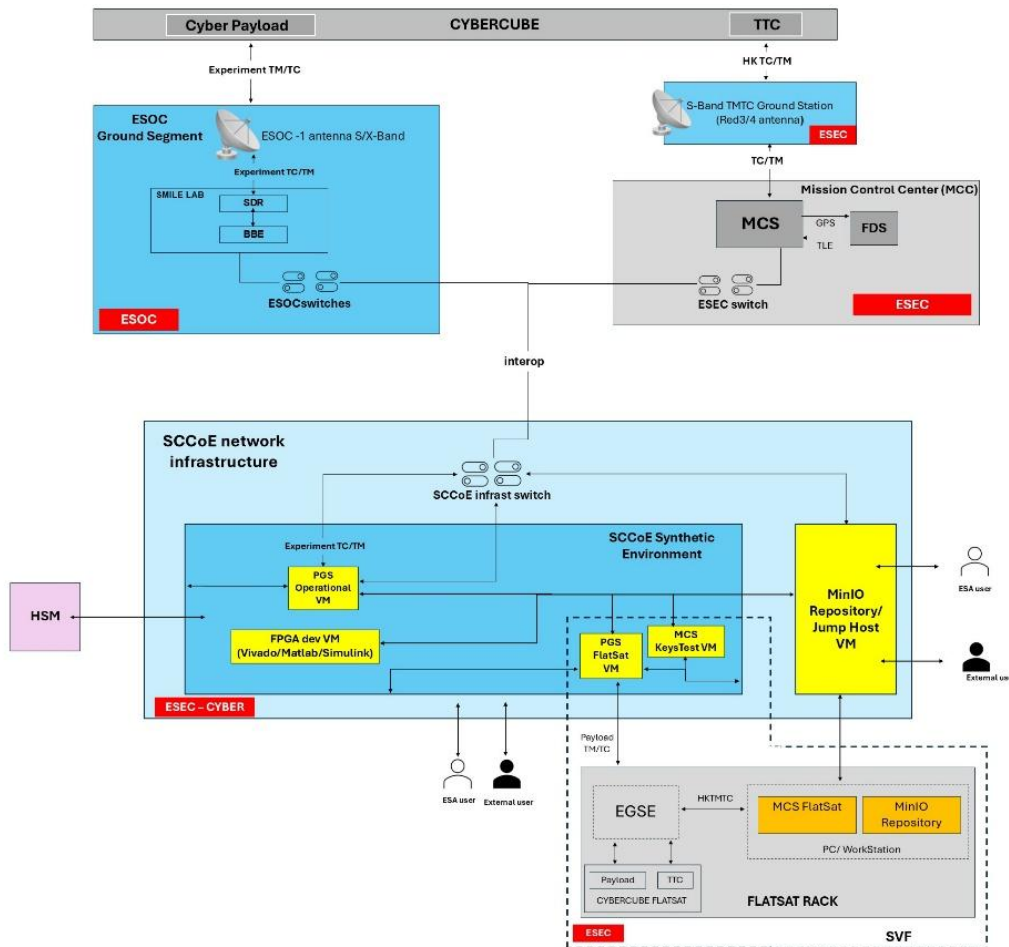 Cyber Payload
CYBERCUBE
TTC
Experiment TM/TC
HK TC/TM
ESOC
Ground Segment
ESOC -1 antenna S/X-Band
Experiment TC/TM
SMILE LAB
SDR
BBE
ESOCswitches
ESOC
S-Band TMTC Ground Station
(Red3/4 antenna)
ESEC
TC/TM
Mission Control Center (MCC)
MCS
GPS
TLE
FDS
ESEC switch
ESEC
interop
SCCoE network
infrastructure
SCCoE infrast switch
SCCoE Synthetic
Environment
Experiment TC/TM
PGS
Operational
VM
FPGA dev VM
(Vivado/Matlab/Simulink)
PGS
FlatSat
VM
MCS
KeysTest VM
MinIO
Repository/
Jump Host
VM
HSM
ESA user
External us
ESEC – CYBER
ESA user
External user
Payload
TM/TC
EGSE
HKTMTC
MCS FlatSat
MinIO
Repository
PC/ WorkStation
Payload
TTC
CYBERCUBE FLATSAT
FLATSAT RACK
ESEC
SVF